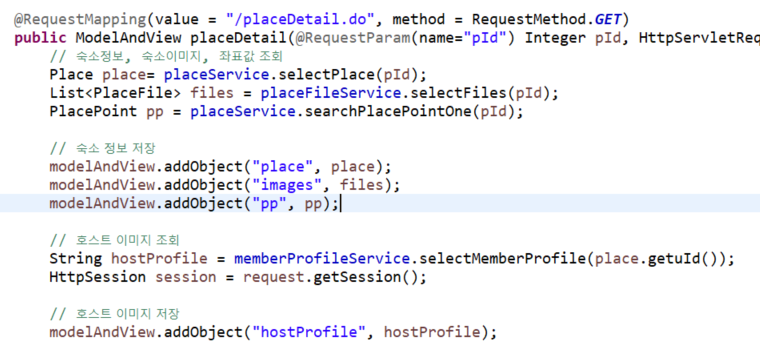 @RequestMapping(value = "/placeDetail.do", method = RequestMethod.GET)
public ModelAndView placeDetail(@RequestParam(name="pId") Integer pId, HttpServletReq
// 숙소정보, 숙소이미지, 좌표값 조회
Place place= placeService.selectPlace(pId);
List<PlaceFile> files = placeFileService.selectFiles(pId);
PlacePoint pp = placeService.searchPlacePointOne(pId);
// 숙소 정보 저장
modelAndView.addObject("place", place);
modelAndView.addObject("images", files);
modelAndView.addObject("pp", pp);
// 호스트 이미지 조회
String hostProfile = memberProfileService.selectMemberProfile(place.getuId());
HttpSession session = request.getSession();
// 호스트 이미지 저장
modelAndView.addObject("hostProfile", hostProfile);